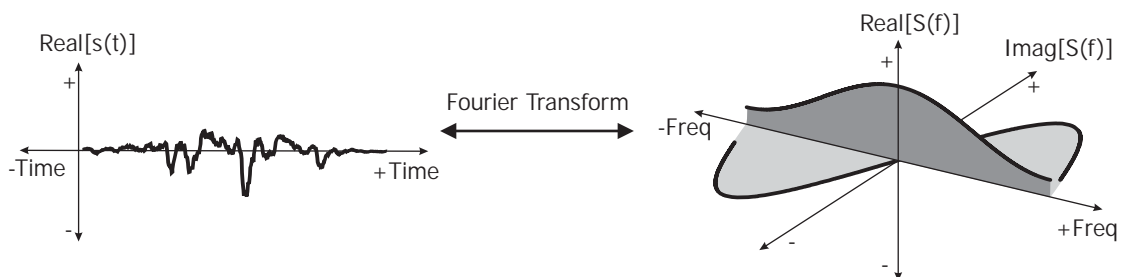 Real[s(t)]
+
-Time
+Time
-
Fourier Transform
Real[S(f)]
Imag[S(f)]
+
+
-Freq
+Freq
-
-